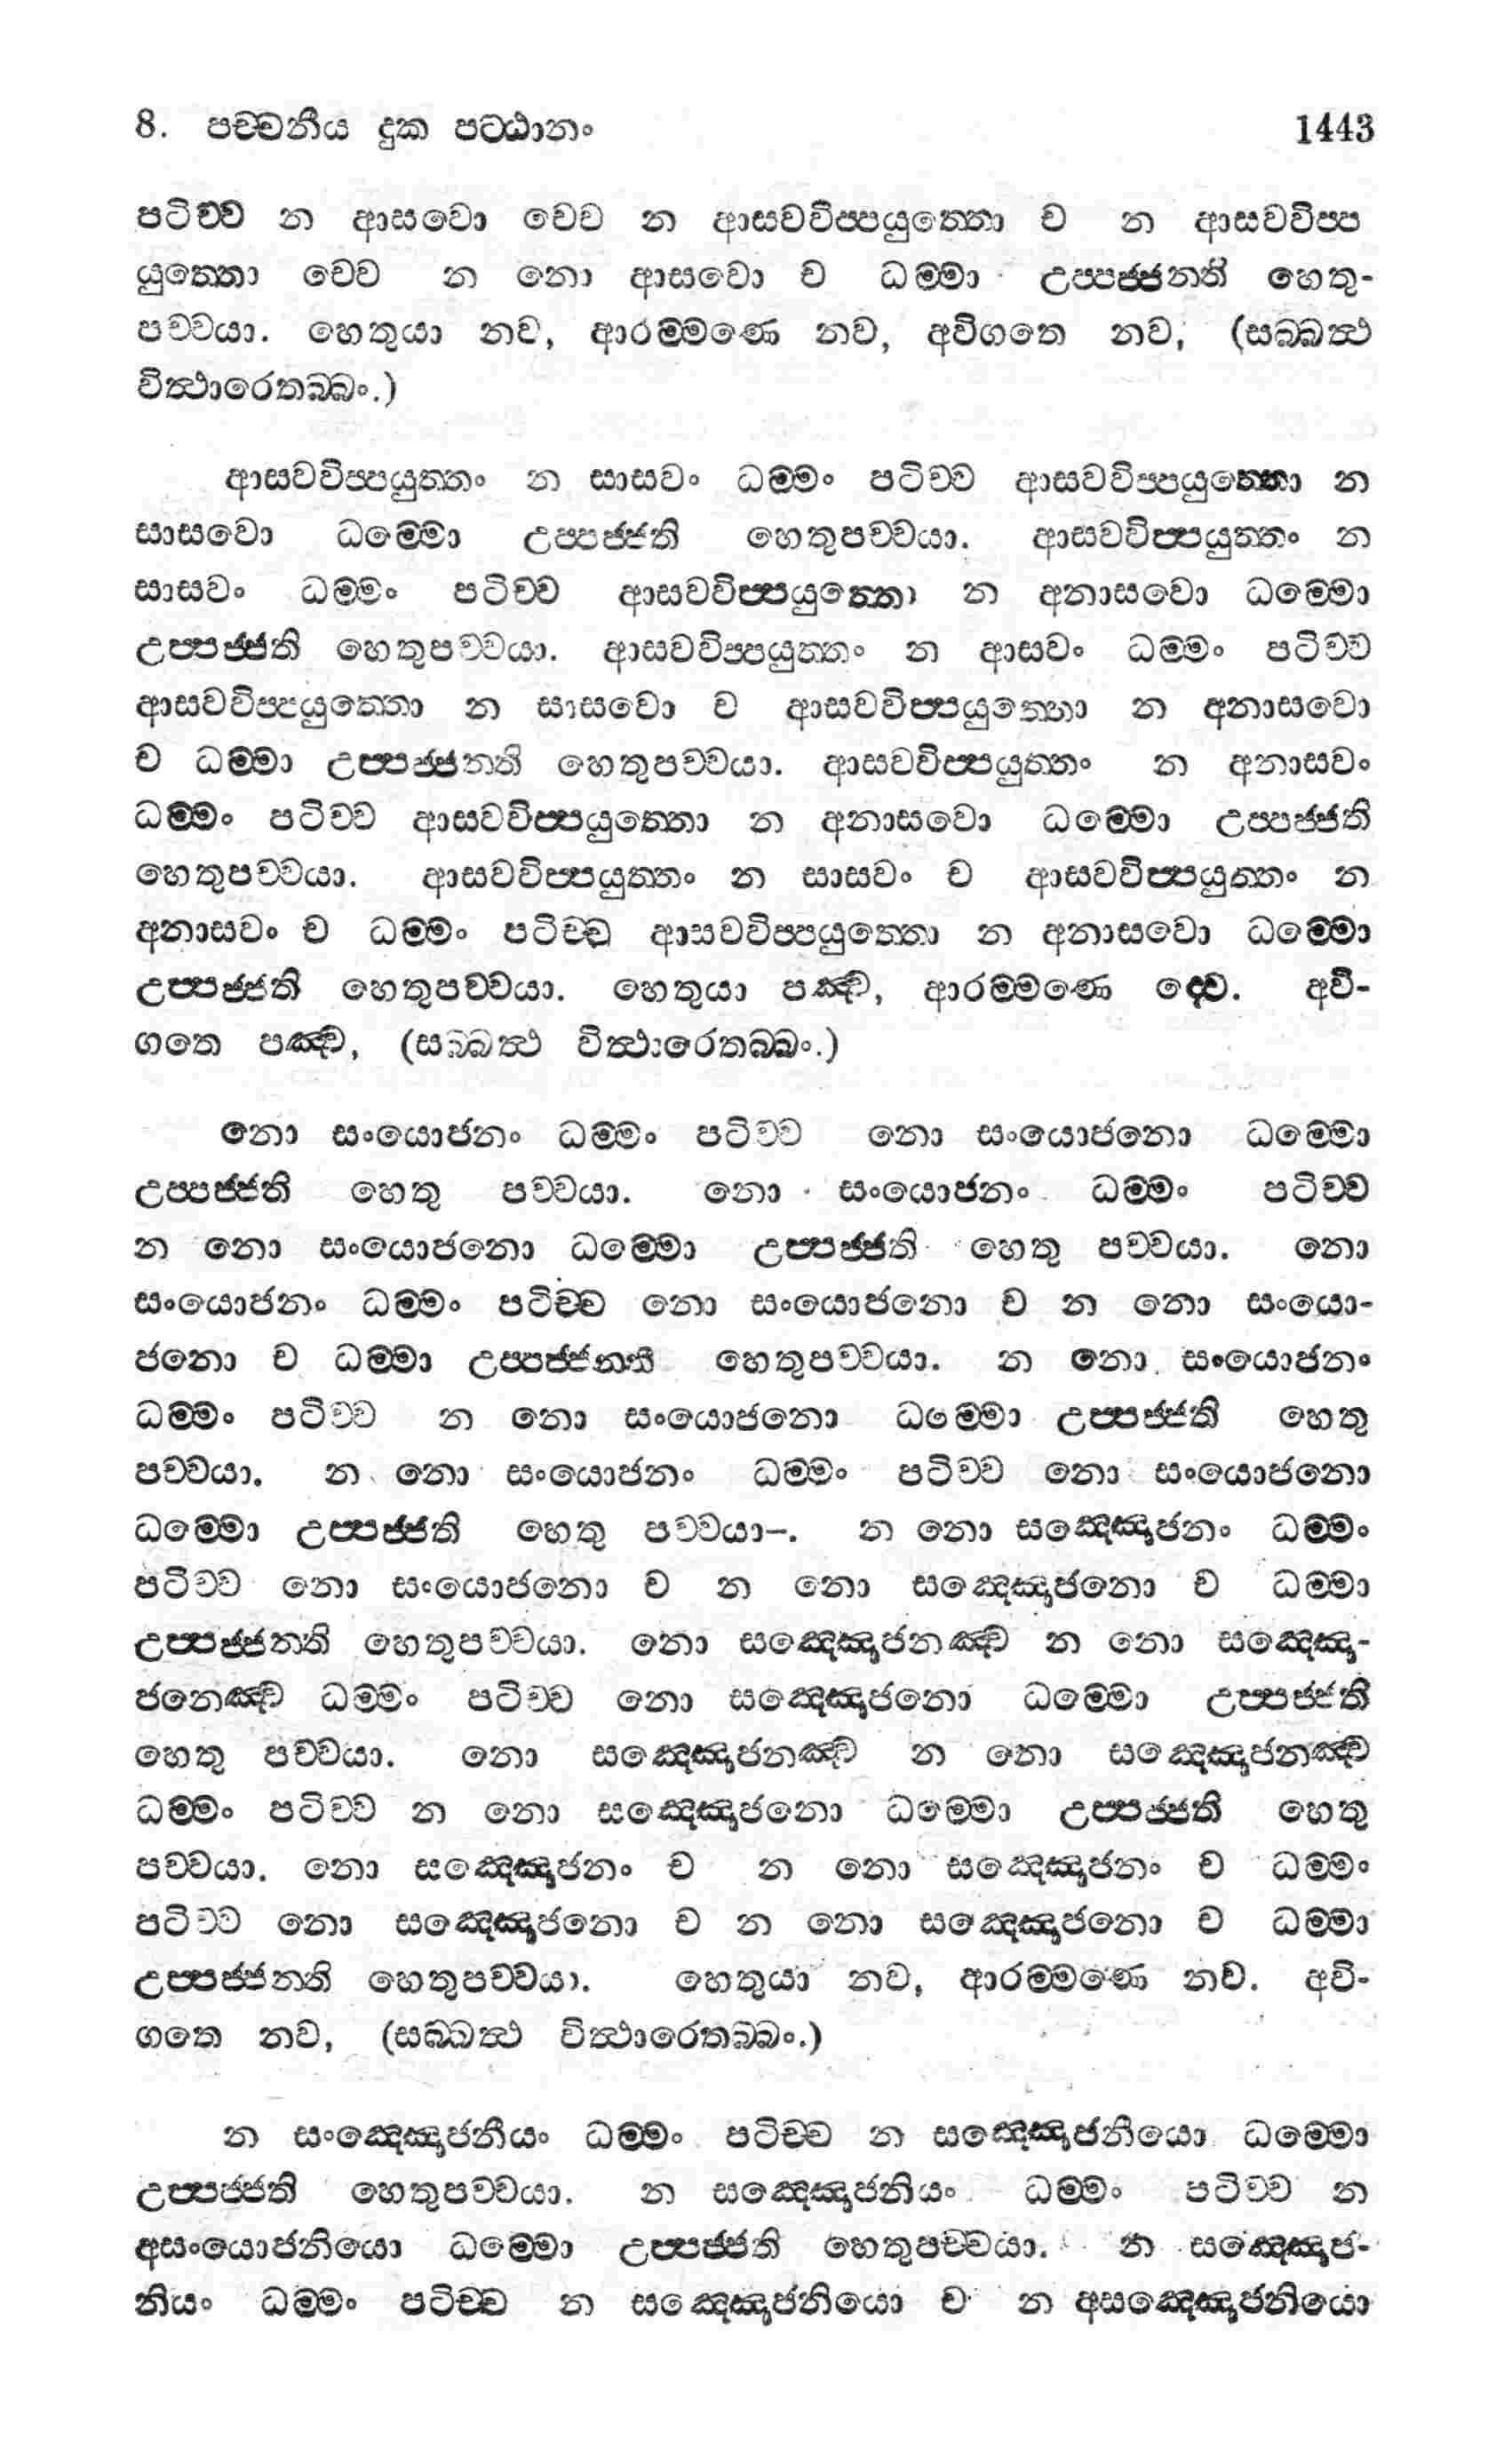 8. පච්චනීය දුක පට්ඨානං 1443
පටිච්ච න ආසවො චෙව න ආසවවිප්පයුත්තො ච න ආසවවිප්ප
යුත්තො චෙව න නො ආසවො ච ධම්මා උප්පජ්ජන්ති හෙතු-
පච්චයා. හෙතුයා නව, ආරම්මණෙ නව, අවිගතෙ නව, (සබ්බත්ථ
විත්ථාරෙතබ්බං.)
ආසවවිප්පයුත්තං න සාසවං ධම්මං පටිච්ච ආසවවිප්පයුත්තො න
සාසවො ධම්මො උප්පජ්ජති හෙතුපච්චයා. ආසවවිප්පයුත්තං න
සාසවං ධම්මං පටිච්ච ආසවවිප්පයුත්තො න අනාසවො ධම්මො
උප්පජ්ජති හෙතුපච්චයා. ආසවවිප්පයුත්තං න ආසවං ධම්මං පටිච්ච
ආසවවිප්පයුත්තො න සාසවො ච ආසවවිප්පයුත්තො න අනාසවො
ච ධම්මා උප්පජ්ජන්ති හෙතුපච්චයා. ආසවවිප්පයුත්තං න අනාසවං
ධම්මං පටිච්ච ආසවවිප්පයුත්තො න අනාසවො ධම්මො උප්පජ්ජති
හෙතුපච්චයා. ආසවවිප්පයුත්තං න සාසවං ච ආසවවිප්පයුත්තං න
අනාසවං ච ධම්මං පටිච්ච ආසවවිප්පයුත්තො න අනාසවො ධම්මො
උප්පජ්ජති හෙතුපච්චයා. හෙතුයා පඤ්ච, ආරම්මණෙ ද්වෙ. අවි-
ගතෙ පඤ්ච, (සබ්බත්ථ විත්ථාරෙතබ්බං.)
නො සංයොජනං ධම්මං පටිච්ච නො සංයොජනො ධම්මො
උප්පජ්ජති හෙතු පච්චයා. නො සංයොජනං ධම්මං පටිච්ච
න නො සංයොජනො ධම්මො උප්පජ්ජති හෙතු පච්චයා. නො
සංයොජනං ධම්මං පටිච්ච නො සංයොජනො ච න නො සංයො-
ජනො ච ධම්මා උප්පජ්ජන්ති හෙතුපච්චයා. න නො සංයොජනං
ධම්මං පටිච්ච න නො සංයොජනො ධම්මො උප්පජ්ජති හෙතු
පච්චයා. න නො සංයොජනං ධම්මං පටිච්ච නො සංයොජනො
ධම්මො උප්පජ්ජති හෙතු පච්චයා-. න නො සඤ්ඤොජනං ධම්මං
පටිච්ච නො සංයොජනො ච න නො සඤ්ඤොජනො ච ධම්මා
උප්පජ්ජන්ති හෙතුපච්චයා. නො සඤ්ඤොජනඤ්ච න නො සඤ්ඤො-
ජනෙඤ්ච ධම්මං පටිච්ච නො සඤ්ඤොජනො ධම්මො උප්පජ්ජති
හෙතු පච්චයා. නො සඤ්ඤොජනඤ්ච න නො සඤ්ඤොජනඤ්ච
ධම්මං පටිච්ච න නො සඤ්ඤොජනො ධම්මො උප්පජ්ජති හෙතු
පච්චයා. නො සඤ්ඤොජනං ච න නො සඤ්ඤොජනං ච ධම්මං
පටිච්ච නො සඤ්ඤොජනො ච න නො සඤ්ඤොජනො ච ධම්මා
උප්පජ්ජන්ති හෙතුපච්චයා. හෙතුයා නව, ආරම්මණෙ නව. අවි-
ගතෙ නව, (සබ්බත්ථ විත්ථාරෙතබ්බං.)
න සංඤ්ඤොජනීයං ධම්මං පටිච්ච න සඤ්ඤොජනීයො ධම්මො
උප්පජ්ජති හෙතුපච්චයා. න සඤ්ඤොජනියං ධම්මං පටිච්ච න
අසංයොජනියො ධම්මො උප්පජ්ජති හෙතුපච්චයා. න සඤ්ඤොජ-
නියං ධම්මං පටිච්ච න සඤ්ඤොජනියො ච න අසඤ්ඤොජනියො